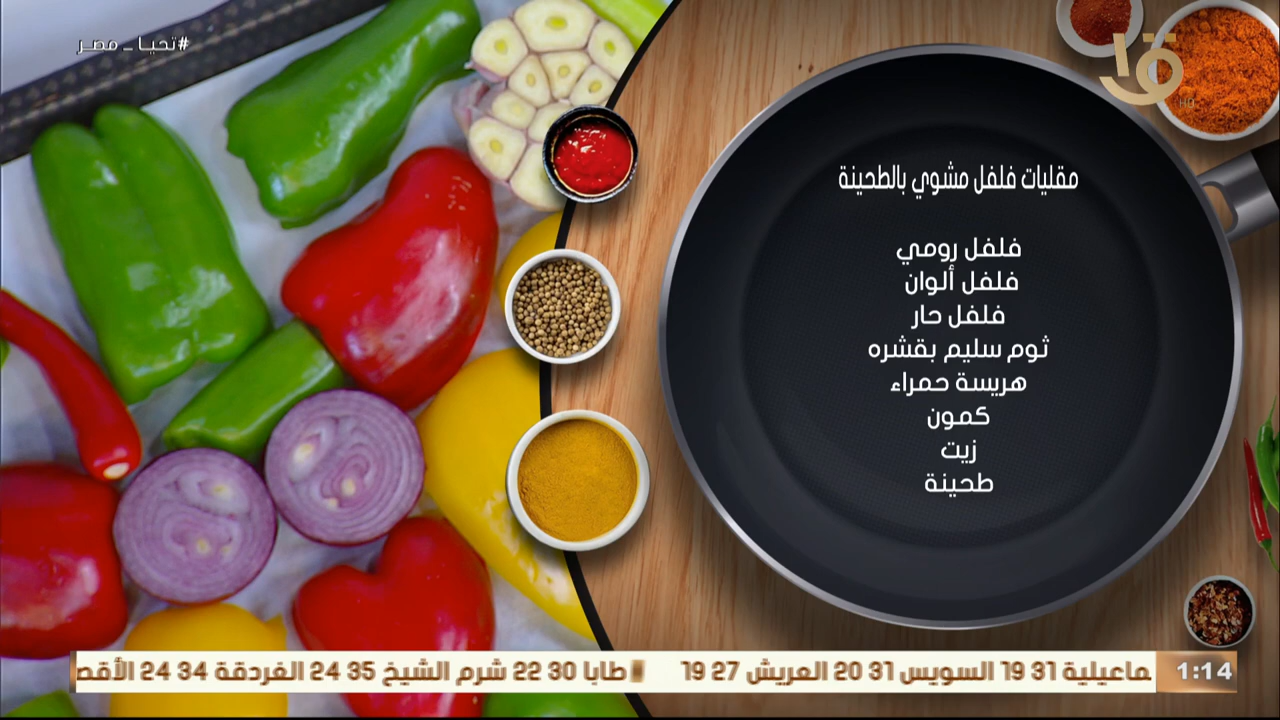 #تحيا_مصر
HD
مقليات فلفل مشوي بالطحينة
فلفل رومي
فلفل ألوان
فلفل حار
ثوم سليم بقشره
هريسة حمراء
كمون
زيت
طحينة
1:14
ماعيلية 31 19 السويس 31 20 العريش 27 19 طابا 30 22 شرم الشيخ 35 24 الغردقة 34 24 الأقص